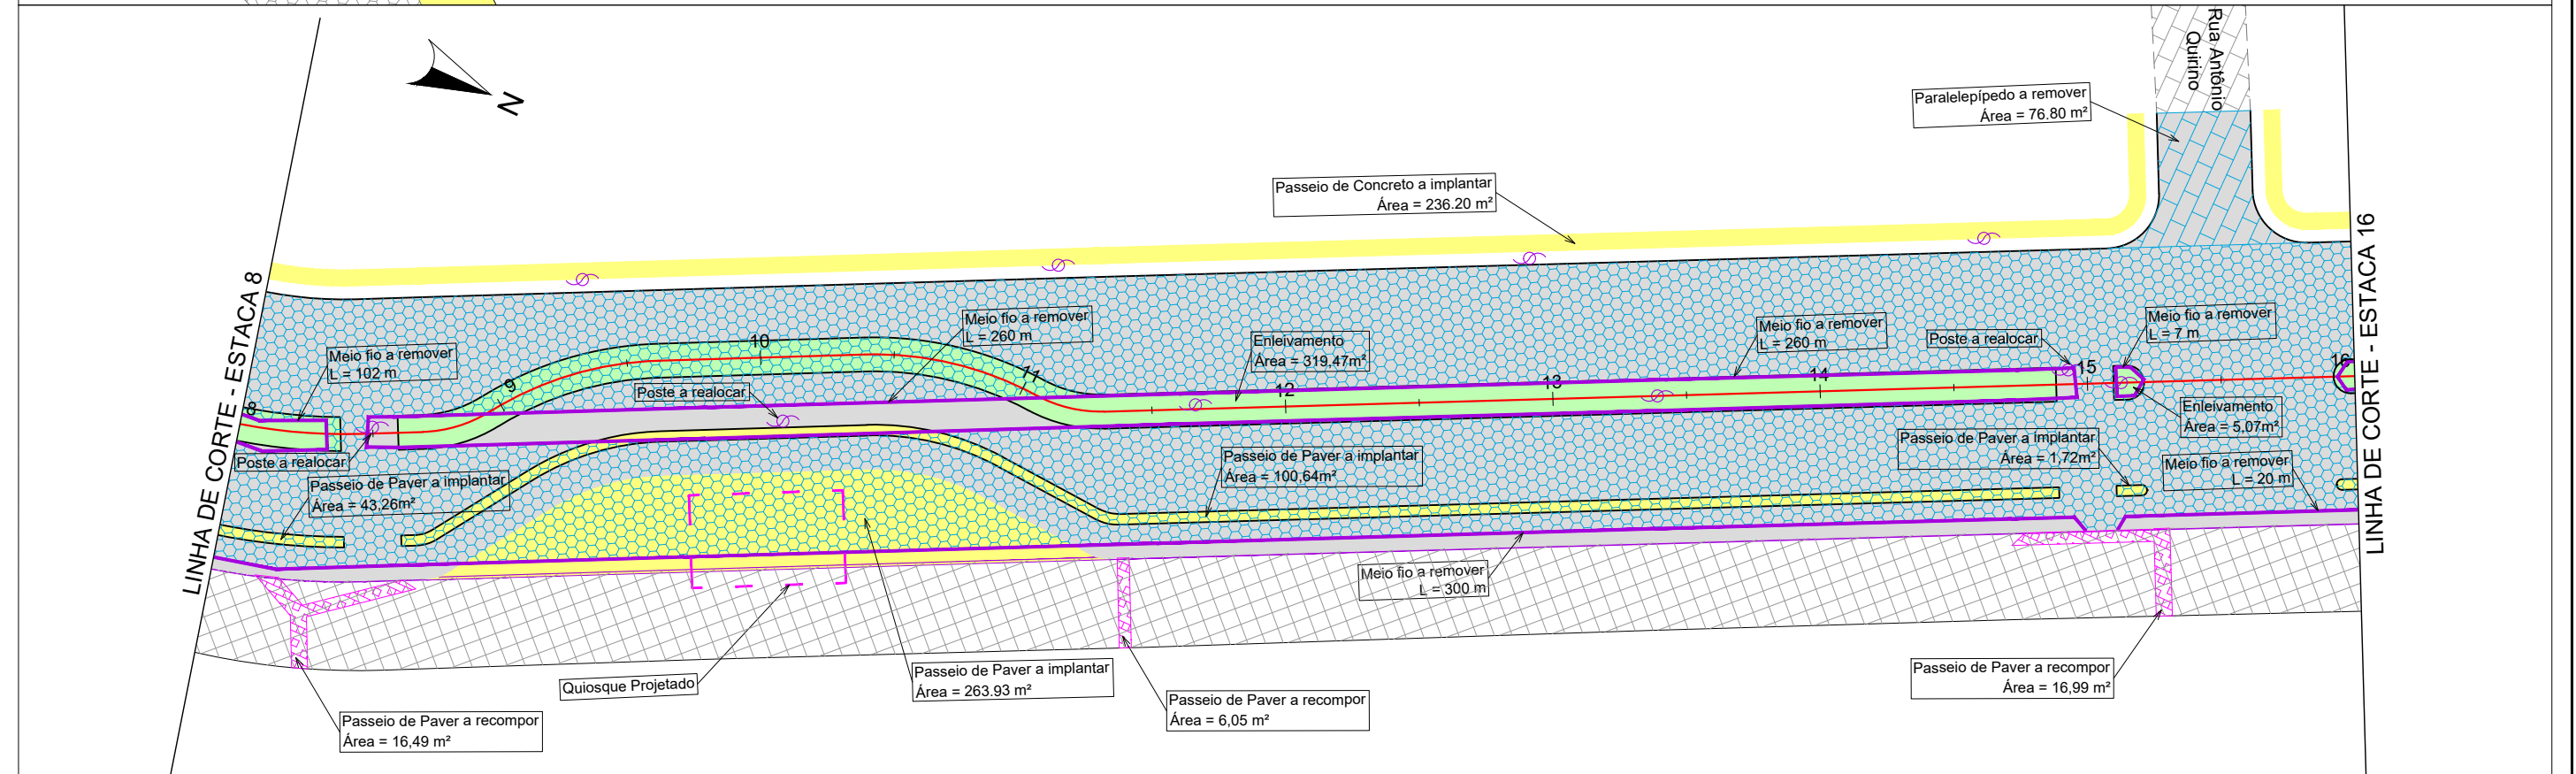 Rua Antônio
Quirino
N
Paralelepípedo a remover
Área = 76.80 m²
Passeio de Concreto a implantar
Área = 236.20 m²
LINHA DE CORTE - ESTACA 8
LINHA DE CORTE - ESTACA 16
Meio fio a remover
L = 102 m
Meio fio a remover
L = 260 m
Enleivamento
Área = 319,47m²
Meio fio a remover
L = 260 m
Poste a realocar
Meio fio a remover
L = 7 m
8
9
10
11
12
13
14
15
16
Poste a realocar
Poste a realocar
Enleivamento
Área = 5,07m²
Passeio de Paver a implantar
Área = 43,26m²
Passeio de Paver a implantar
Área = 100,64m²
Passeio de Paver a implantar
Área = 1,72m²
Meio fio a remover
L = 20 m
Meio fio a remover
L = 300 m
Quiosque Projetado
Passeio de Paver a implantar
Área = 263.93 m²
Passeio de Paver a recompor
Área = 16,49 m²
Passeio de Paver a recompor
Área = 6,05 m²
Passeio de Paver a recompor
Área = 16,99 m²